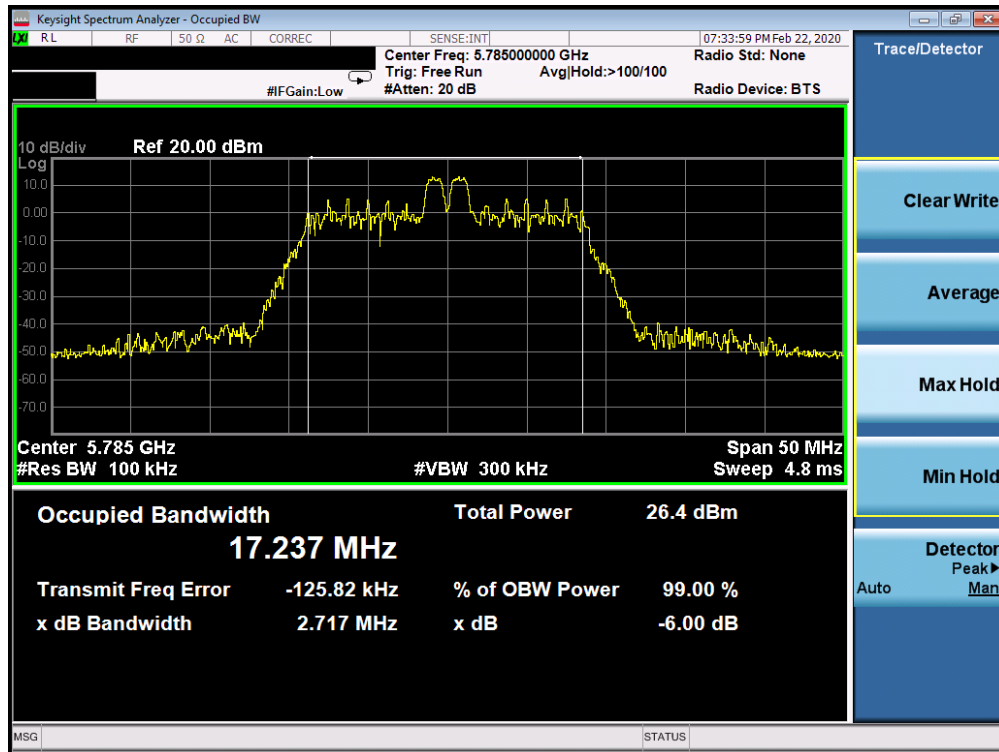 Keysight Spectrum Analyzer - Occupied BW
LXI RL RF 50 Ω AC CORREC SENSE:INT 07:33:59 PM Feb 22, 2020
Center Freq: 5.785000000 GHz Radio Std: None
Trig: Free Run Avg|Hold:>100/100
#IFGain:Low #Atten: 20 dB Radio Device: BTS
Trace/Detector
10 dB/div Ref 20.00 dBm
Log
10.0
0.00
-10.0
-20.0
-30.0
-40.0
-50.0
-60.0
-70.0
Center 5.785 GHz Span 50 MHz
#Res BW 100 kHz #VBW 300 kHz Sweep 4.8 ms
Occupied Bandwidth Total Power 26.4 dBm
17.237 MHz
Transmit Freq Error -125.82 kHz % of OBW Power 99.00 %
x dB Bandwidth 2.717 MHz x dB -6.00 dB
Clear Write
Average
Max Hold
Min Hold
Detector
Peak▶
Auto Man
MSG STATUS